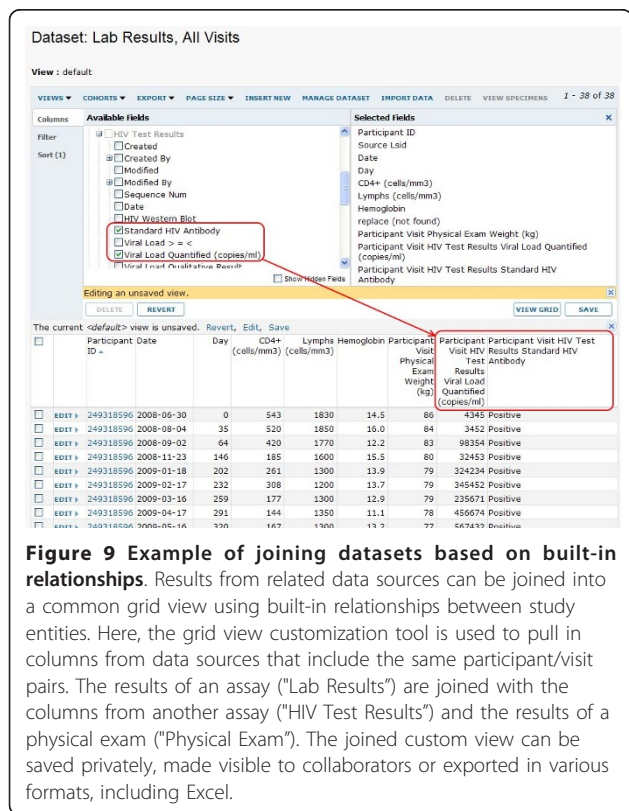 Dataset: Lab Results, All Visits
View : default
VIEWS COHORTS EXPORT PAGE SIZE INSERT NEW MANAGE DATASET IMPORT DATA DELETE VIEW SPECIMENS 1 - 38 of 38
Columns
Filter
Sort (1)
Available Fields
HIV Test Results
Created
Created By
Modified
Modified By
Sequence Num
Date
HIV Western Blot
Standard HIV Antibody
Viral Load > = <
Viral Load Quantified (copies/ml)
Viral Load Qualitative Result
Show Hidden Fields
Selected Fields X
Participant ID
Source Lsid
Date
Day
CD4+ (cells/mm3)
Lymphs (cells/mm3)
Hemoglobin
replace (not found)
Participant Visit Physical Exam Weight (kg)
Participant Visit HIV Test Results Viral Load Quantified
(copies/ml)
Participant Visit HIV Test Results Standard HIV
Antibody
Editing an unsaved view.
DELETE REVERT VIEW GRID SAVE
The current <default> view is unsaved. Revert, Edit, Save
Participant Date Day CD4+ Lymphs Hemoglobin Participant Participant Participant Visit HIV Test
ID (cells/mm3) (cells/mm3) Visit Visit HIV Results Standard HIV
Physical Test Antibody
Exam Results
Weight Viral Load
(kg) Quantified
(copies/ml)
EDIT 249318596 2008-06-30 0 543 1830 14.5 86 4345 Positive
EDIT 249318596 2008-08-04 35 520 1850 16.0 84 3452 Positive
EDIT 249318596 2008-09-02 64 420 1770 12.2 83 98354 Positive
EDIT 249318596 2008-11-23 146 185 1600 15.5 80 32453 Positive
EDIT 249318596 2009-01-18 202 261 1300 13.9 79 324234 Positive
EDIT 249318596 2009-02-17 232 308 1200 13.7 79 345452 Positive
EDIT 249318596 2009-03-16 259 177 1300 12.9 79 235671 Positive
EDIT 249318596 2009-04-17 291 144 1350 11.1 78 456674 Positive
EDIT 249318596 2009-05-16 320 167 1300 13.2 77 567432 Positive
Figure 9 Example of joining datasets based on built-in
relationships. Results from related data sources can be joined into
a common grid view using built-in relationships between study
entities. Here, the grid view customization tool is used to pull in
columns from data sources that include the same participant/visit
pairs. The results of an assay ("Lab Results") are joined with the
columns from another assay ("HIV Test Results") and the results of a
physical exam ("Physical Exam"). The joined custom view can be
saved privately, made visible to collaborators or exported in various
formats, including Excel.